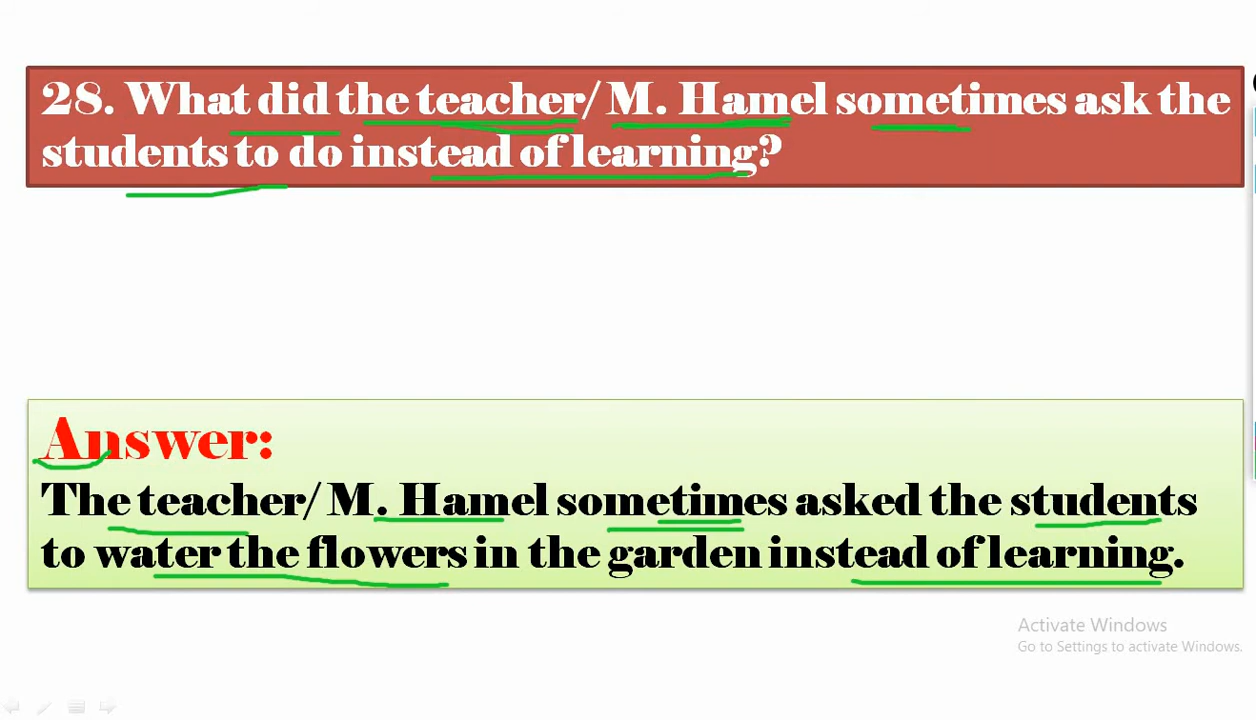 28. What did the teacher/ M. Hamel sometimes ask the
students to do instead of learning?
Answer:
The teacher/ M. Hamel sometimes asked the students
to water the flowers in the garden instead of learning.
Activate Windows
Go to Settings to activate Windows.